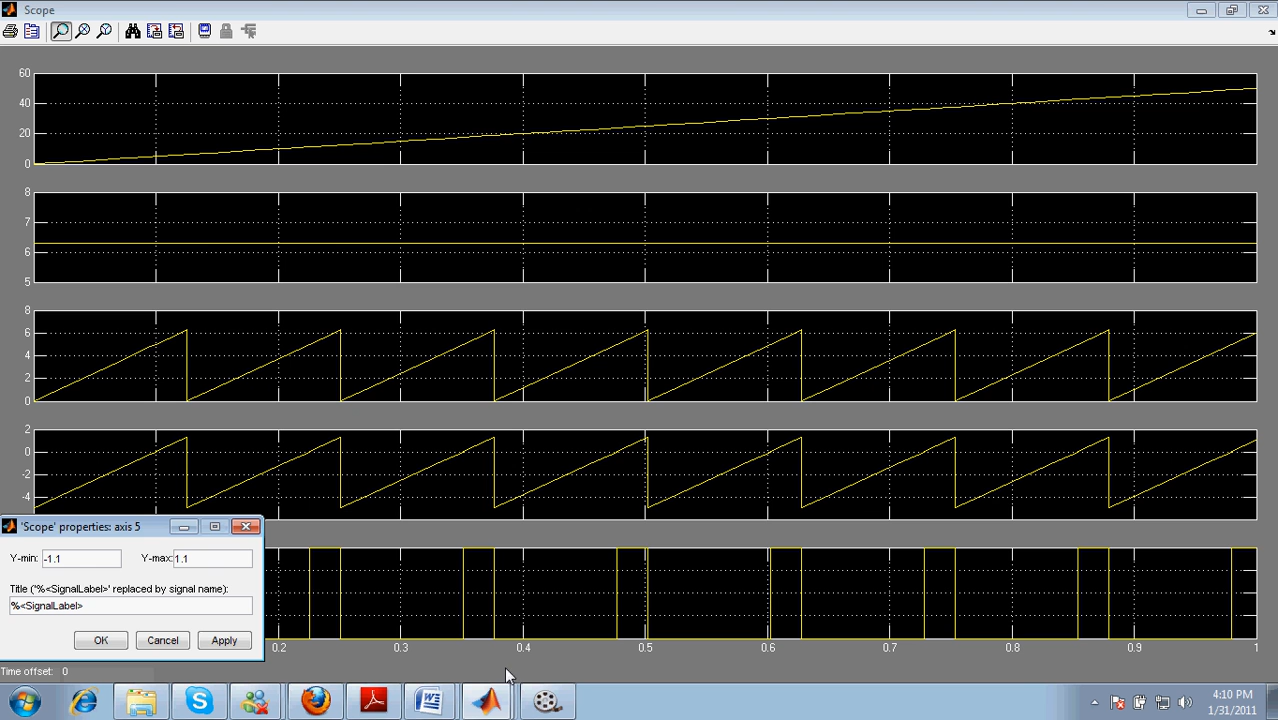 Scope
60
40
20
0
8
7
6
5
8
6
4
2
0
2
0
-2
-4
'Scope' properties: axis 5
Y-min: -1.1 Y-max: 1.1
Title ('%<SignalLabel>' replaced by signal name):
%<SignalLabel>
OK Cancel Apply
0.2 0.3 0.4 0.5 0.6 0.7 0.8 0.9 1
Time offset: 0
4:10 PM
1/31/2011